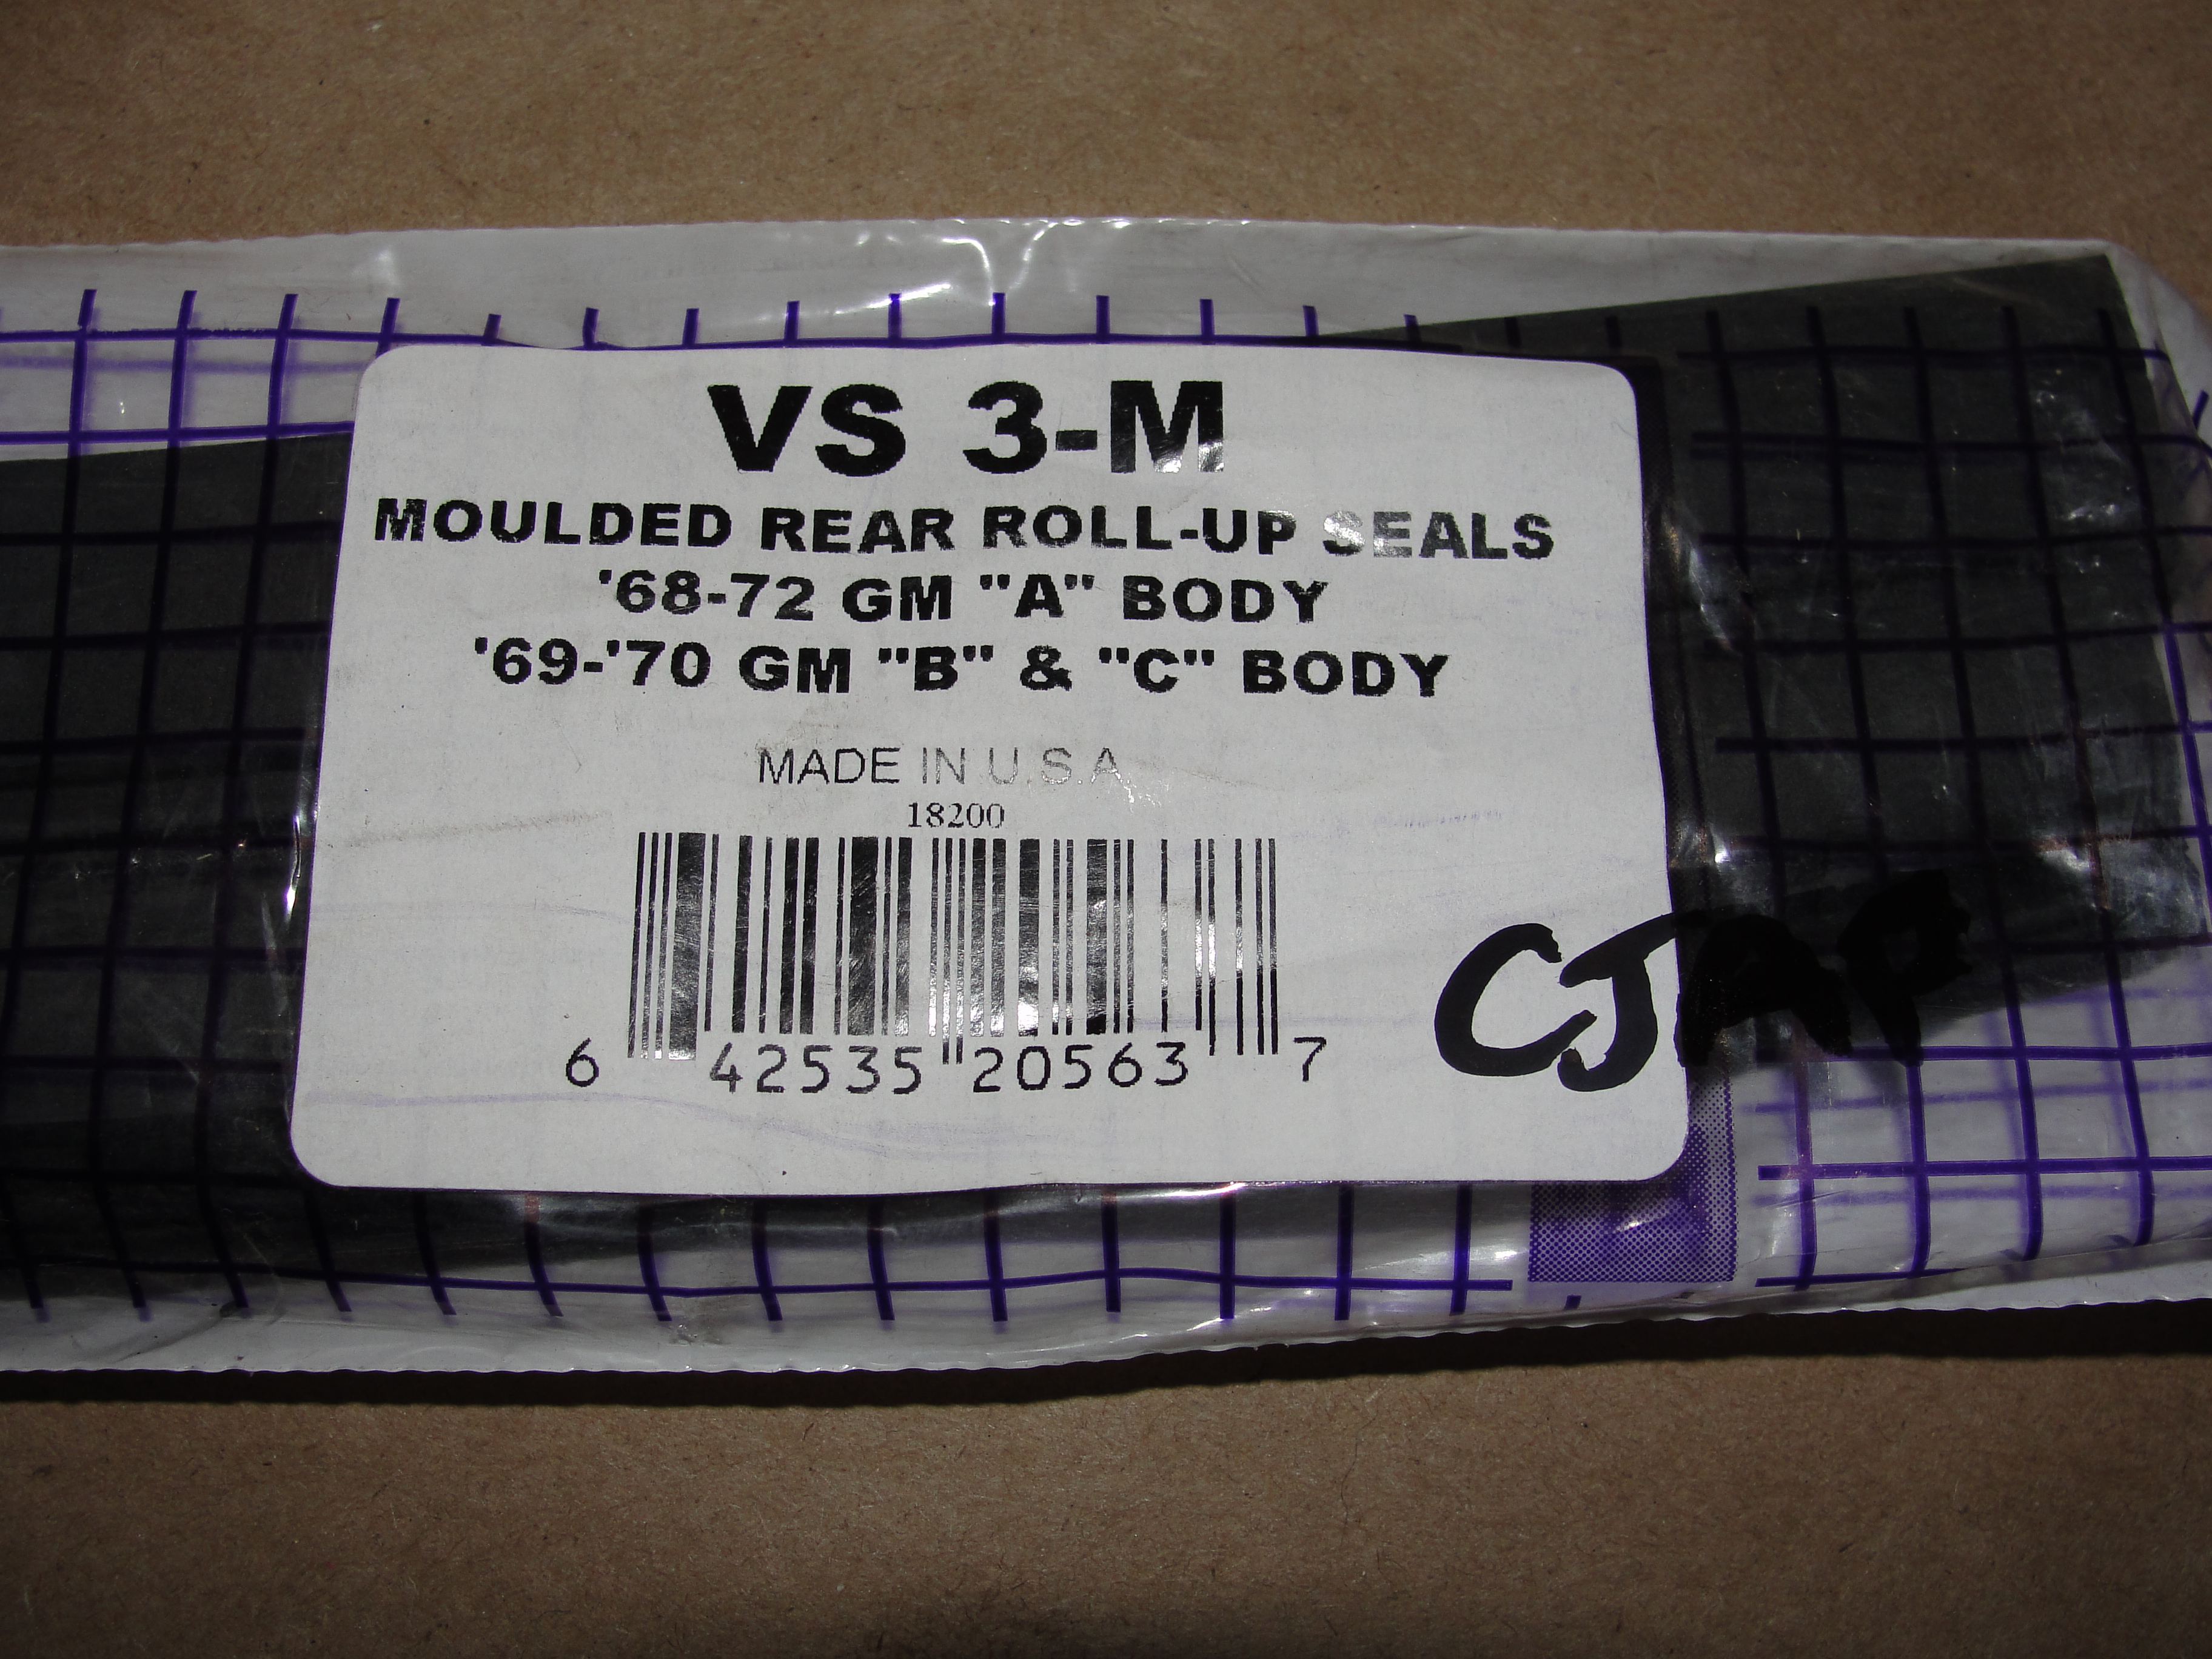 VS 3-M
MOULDED REAR ROLL-UP SEALS
'68-72 GM "A" BODY
'69-'70 GM "B" & "C" BODY
MADE IN U.S.A.
18200
6 42535 20563 7
CJAP